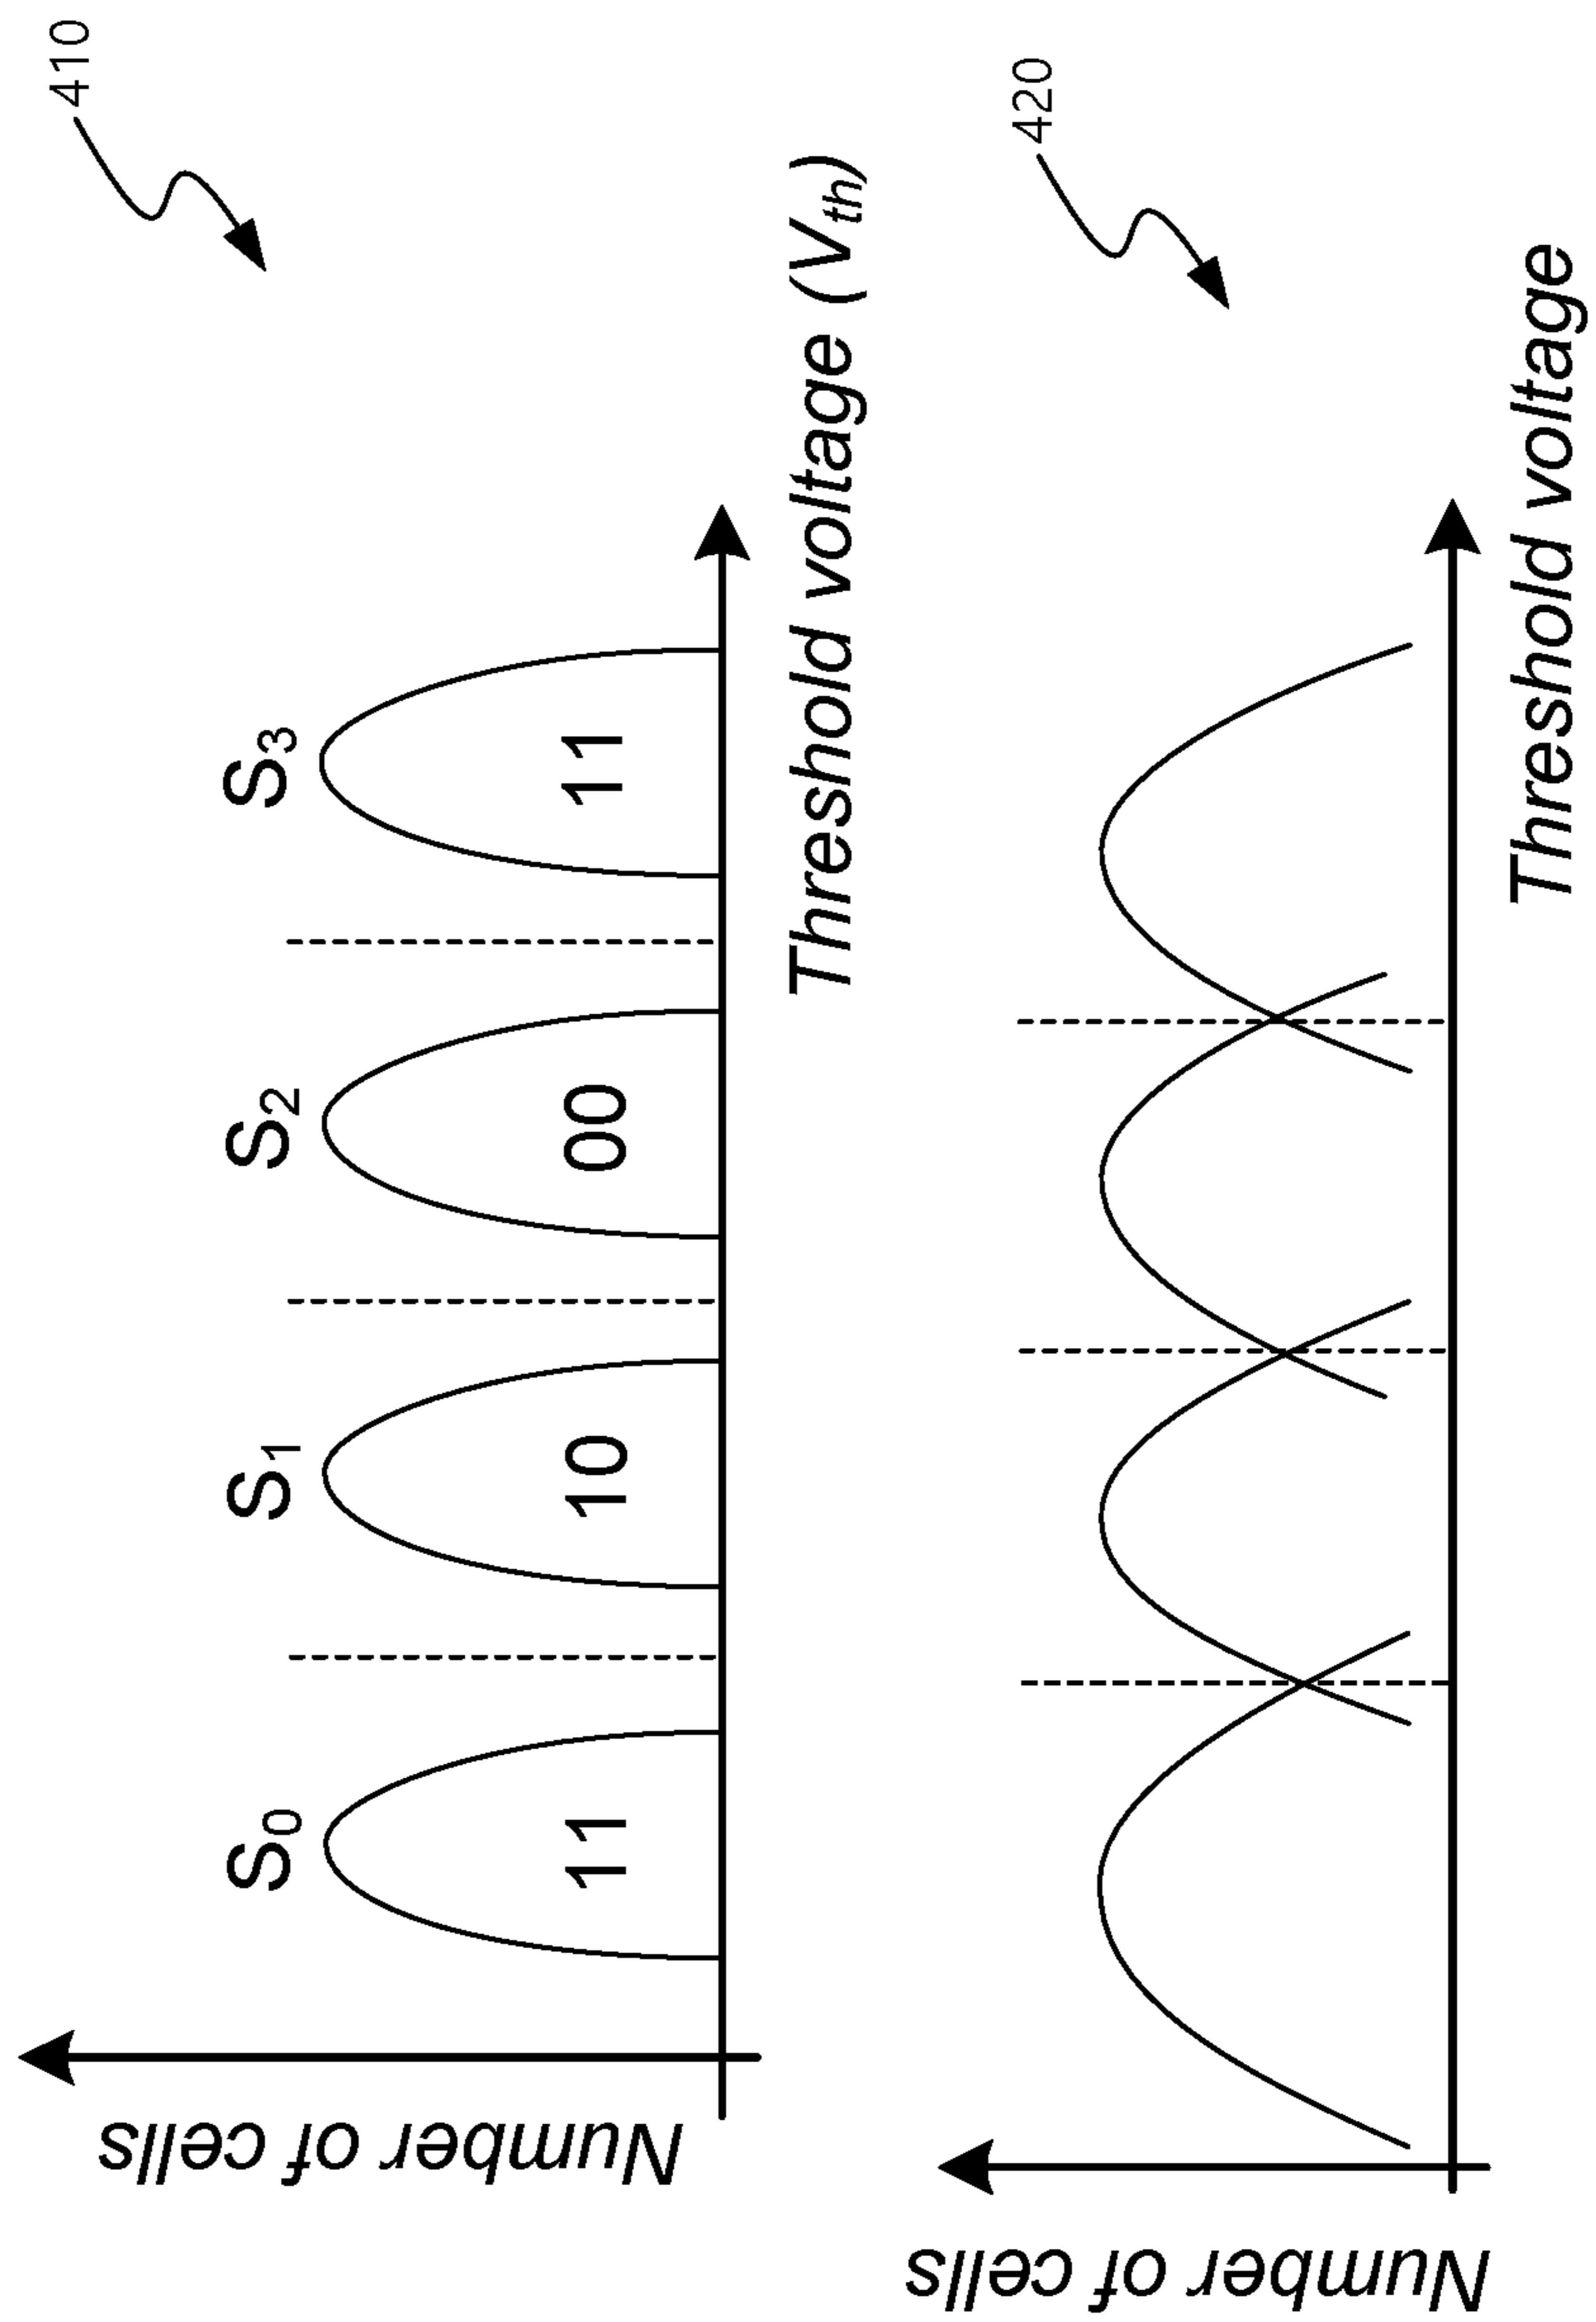 410
S0 S1 S2 S3
11 10 00 11
Number of cells
Threshold voltage (Vth)
420
Number of cells
Threshold voltage